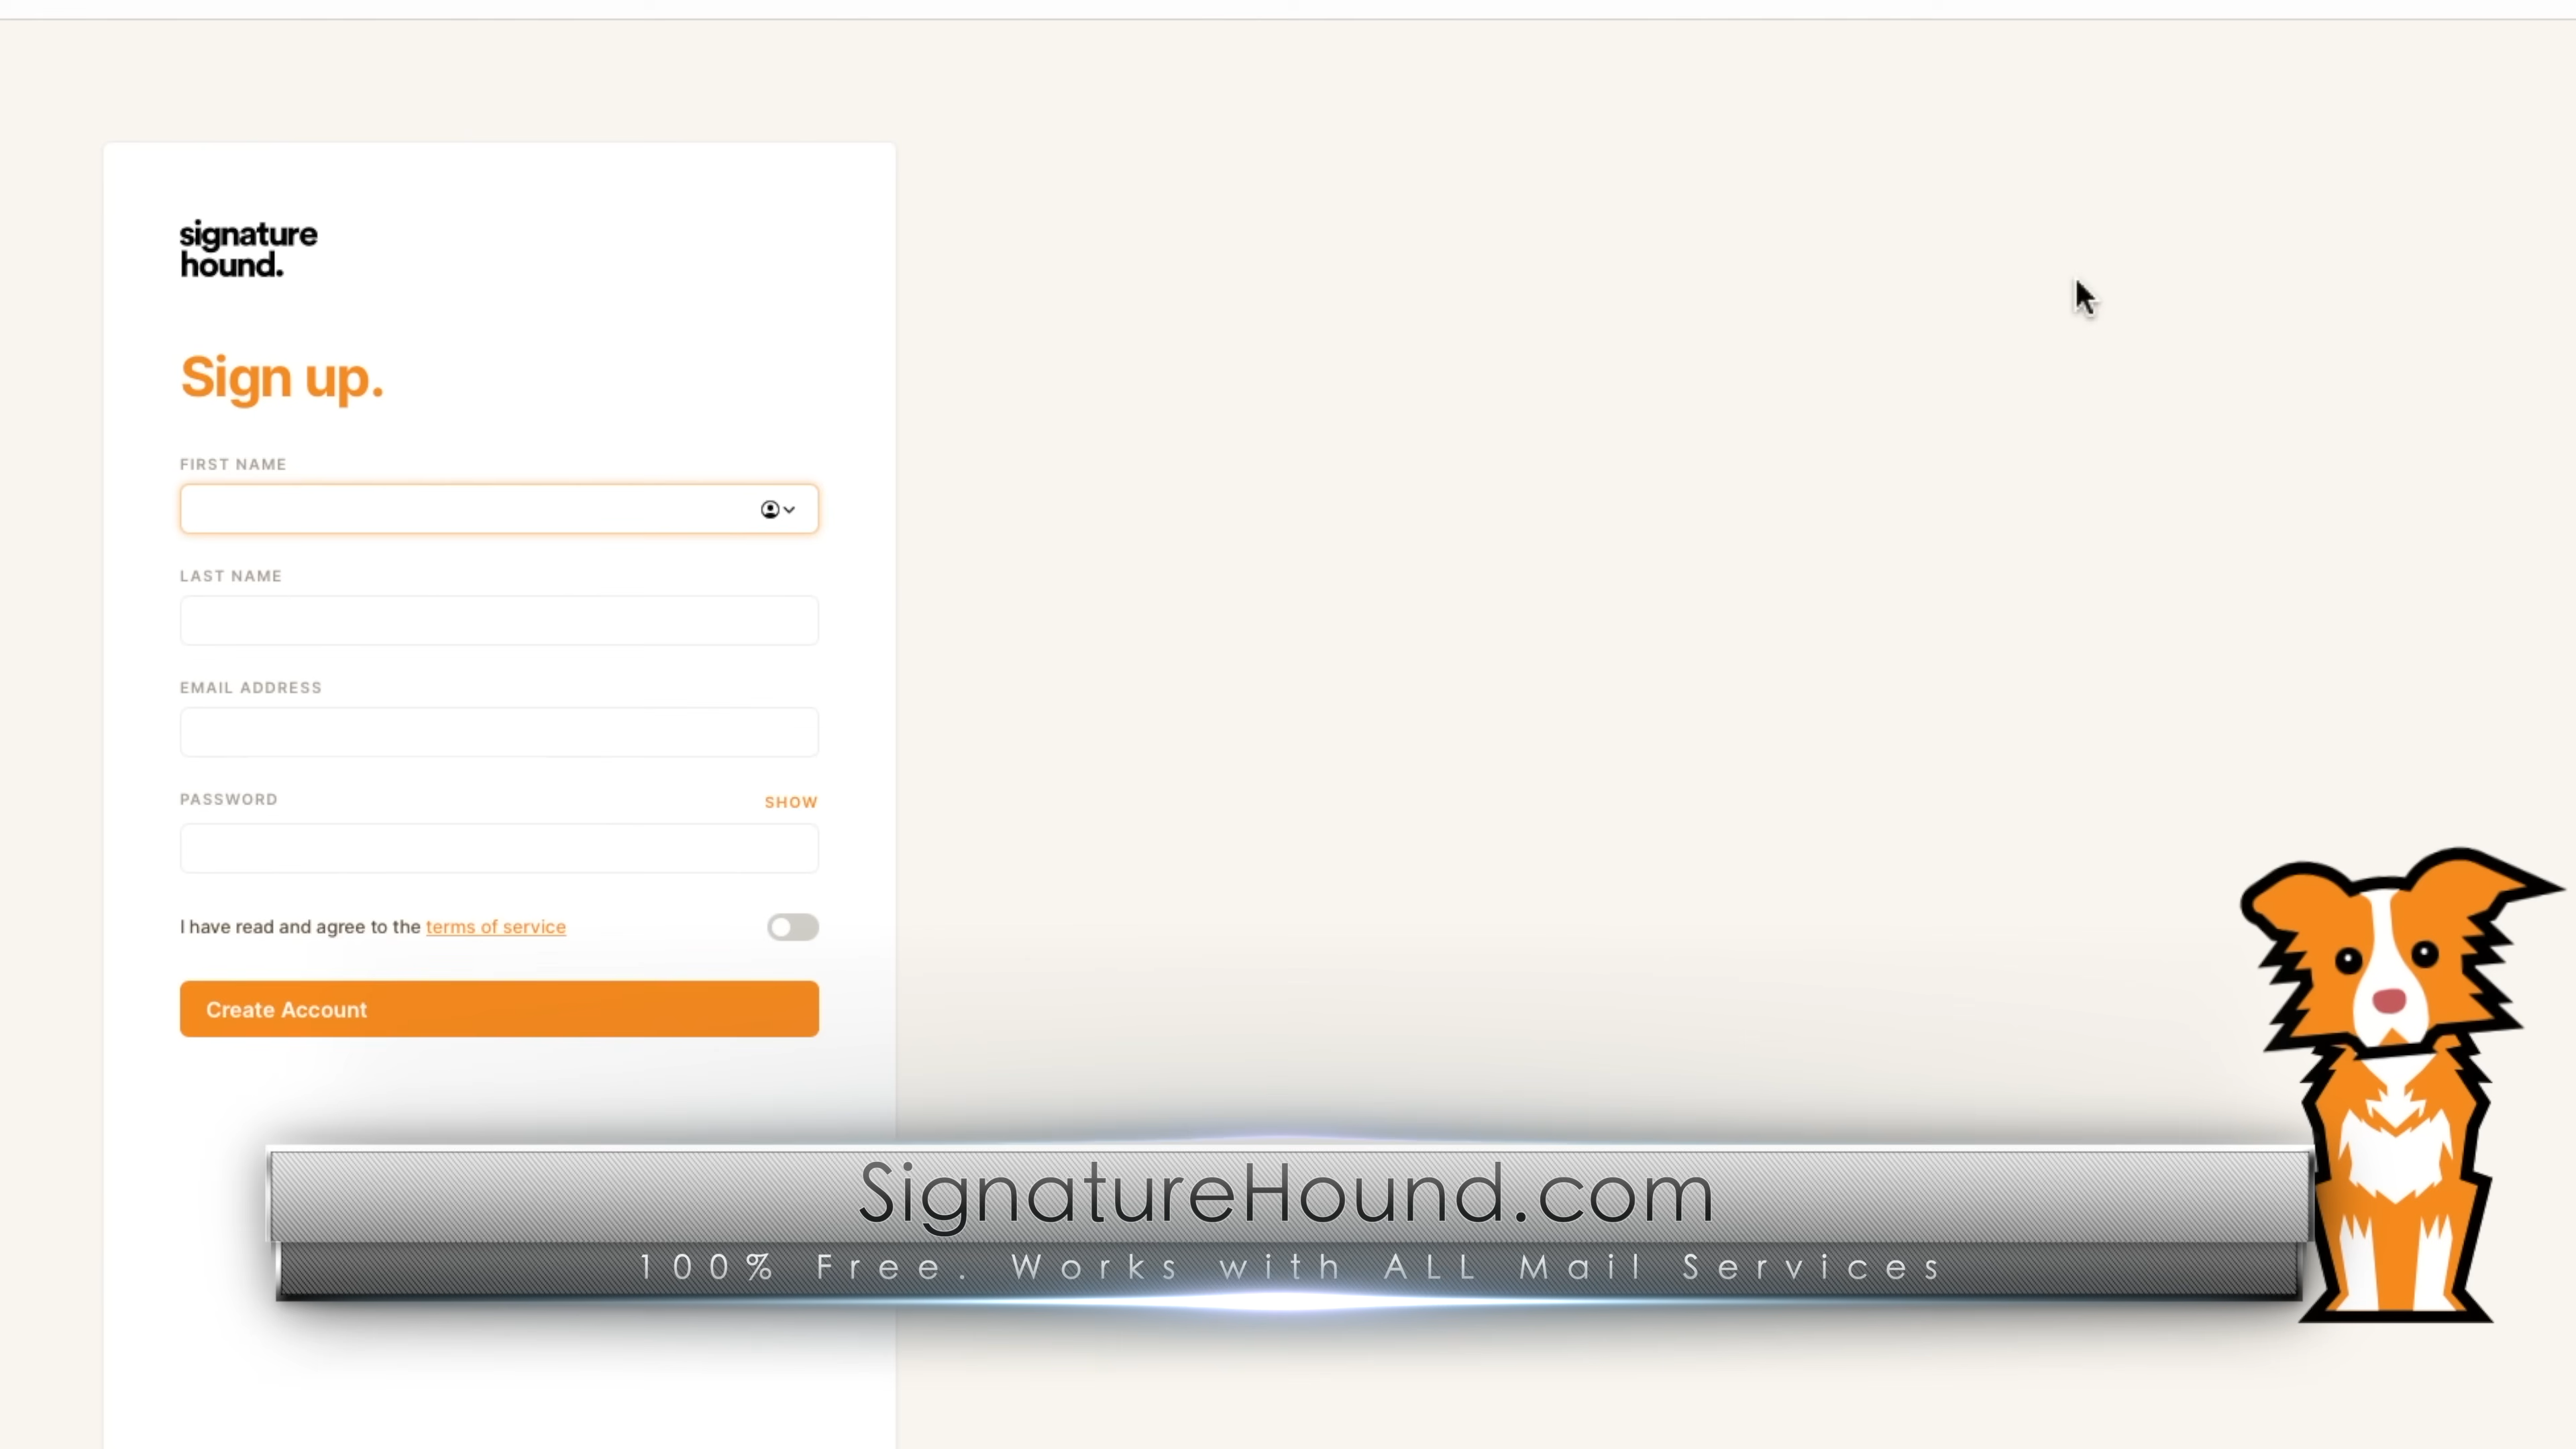 signature
hound.
Sign up.
FIRST NAME
LAST NAME
EMAIL ADDRESS
PASSWORD
SHOW
I have read and agree to the terms of service
Create Account
SignatureHound.com
100% Free. Works with ALL Mail Services